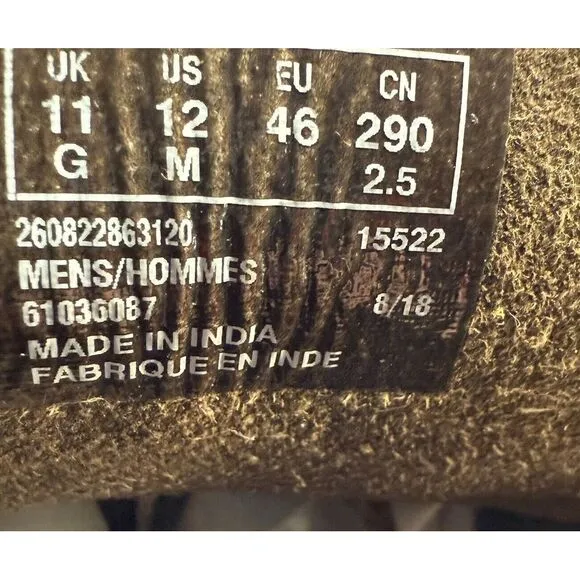 UK US EU CN
11 12 46 290
G M 2.5
260822863120 15522
MENS/HOMMES
61036087 8/18
MADE IN INDIA
FABRIQUE EN INDE